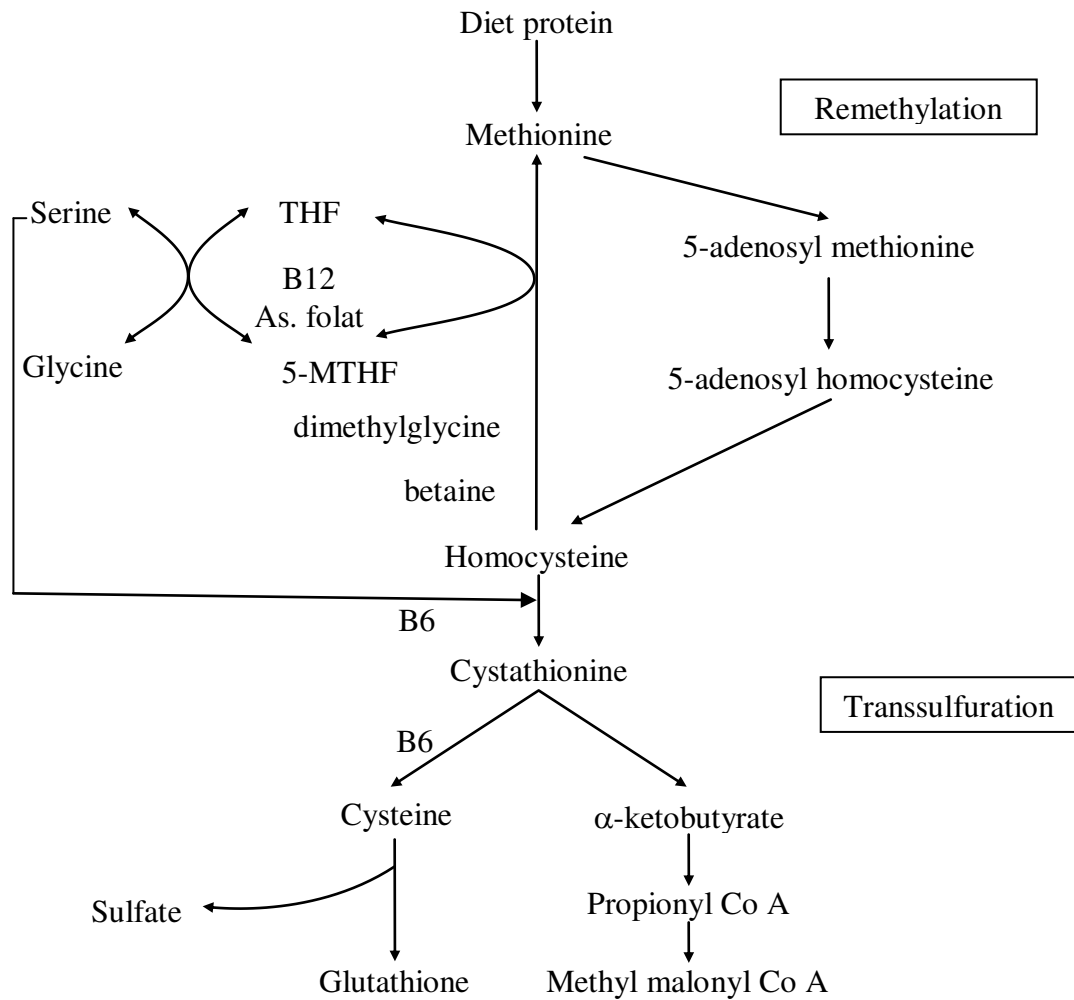 Diet protein
Remethylation
Methionine
Serine
THF
5-adenosyl methionine
B12
As. folat
Glycine
5-MTHF
5-adenosyl homocysteine
dimethylglycine
betaine
Homocysteine
B6
Cystathionine
Transsulfuration
B6
Cysteine
α-ketobutyrate
Sulfate
Propionyl Co A
Glutathione
Methyl malonyl Co A